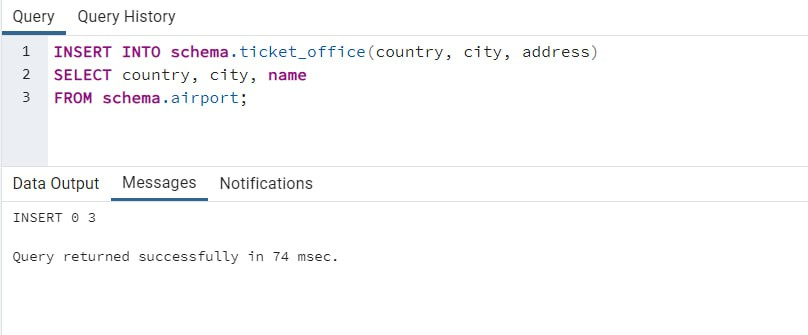 Query Query History
1 INSERT INTO schema.ticket_office(country, city, address)
2 SELECT country, city, name
3 FROM schema.airport;
Data Output Messages Notifications
INSERT 0 3
Query returned successfully in 74 msec.